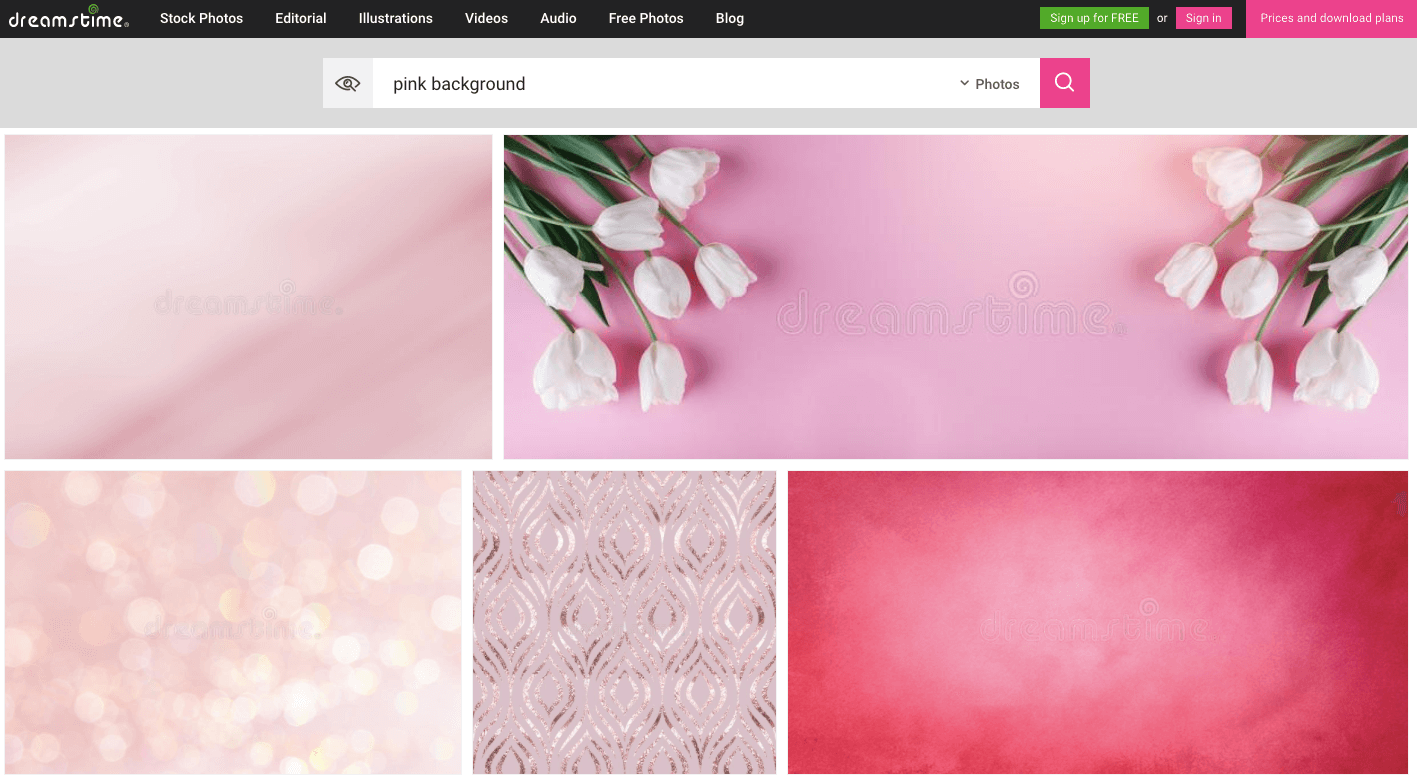 dreamstime® Stock Photos Editorial Illustrations Videos Audio Free Photos Blog Sign up for FREE or Sign in Prices and download plans
pink background Photos
dreamstime.
dreamstime.
dreamstime.
dreamstime.